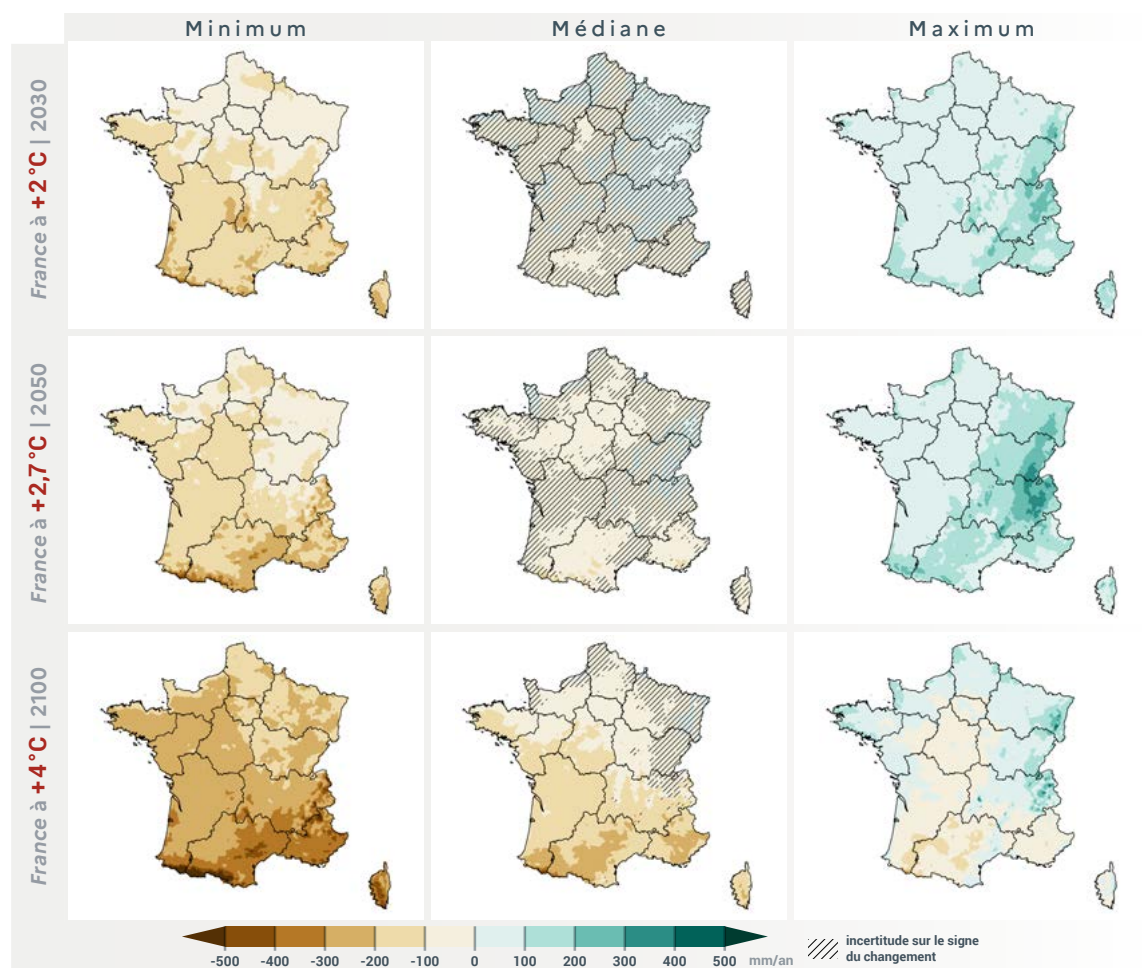 Minimum Médiane Maximum
France à +2 °C | 2030
France à +2,7 °C | 2050
France à +4 °C | 2100
-500 -400 -300 -200 -100 0 100 200 300 400 500 mm/an
incertitude sur le signe
du changement